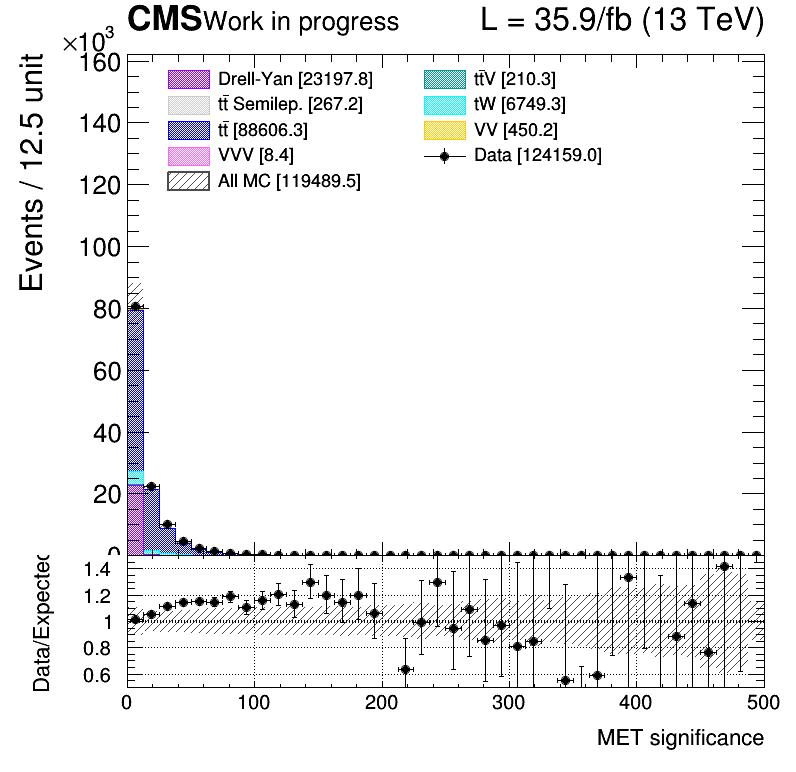 CMS Work in progress L = 35.9/fb (13 TeV)
×10³
Events / 12.5 unit
160
140
120
100
80
60
40
20
0
Drell-Yan [23197.8]
tt̄ Semilep. [267.2]
tt̄ [88606.3]
VVV [8.4]
All MC [119489.5]
tt̄V [210.3]
tW [6749.3]
VV [450.2]
Data [124159.0]
Data/Expected
1.4
1.2
1
0.8
0.6
0 100 200 300 400 500
MET significance